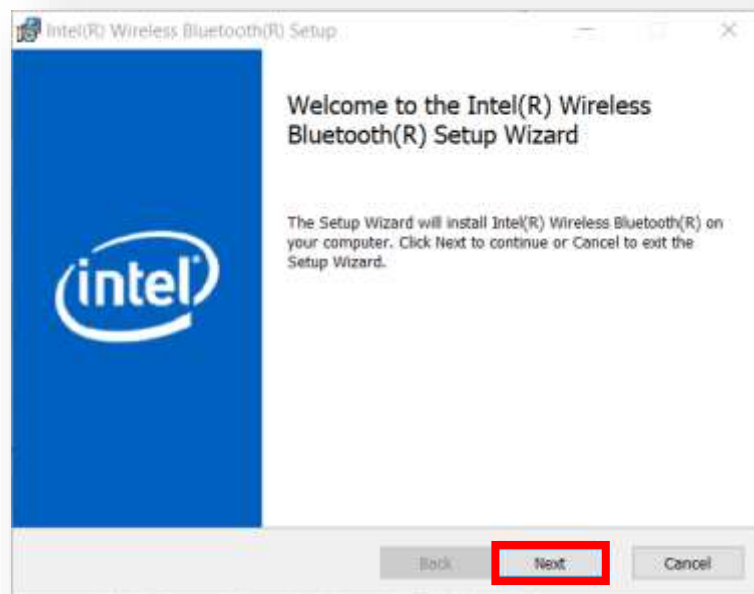 Intel(R) Wireless Bluetooth(R) Setup
Welcome to the Intel(R) Wireless
Bluetooth(R) Setup Wizard
The Setup Wizard will install Intel(R) Wireless Bluetooth(R) on
your computer. Click Next to continue or Cancel to exit the
Setup Wizard.
intel
Back
Next
Cancel